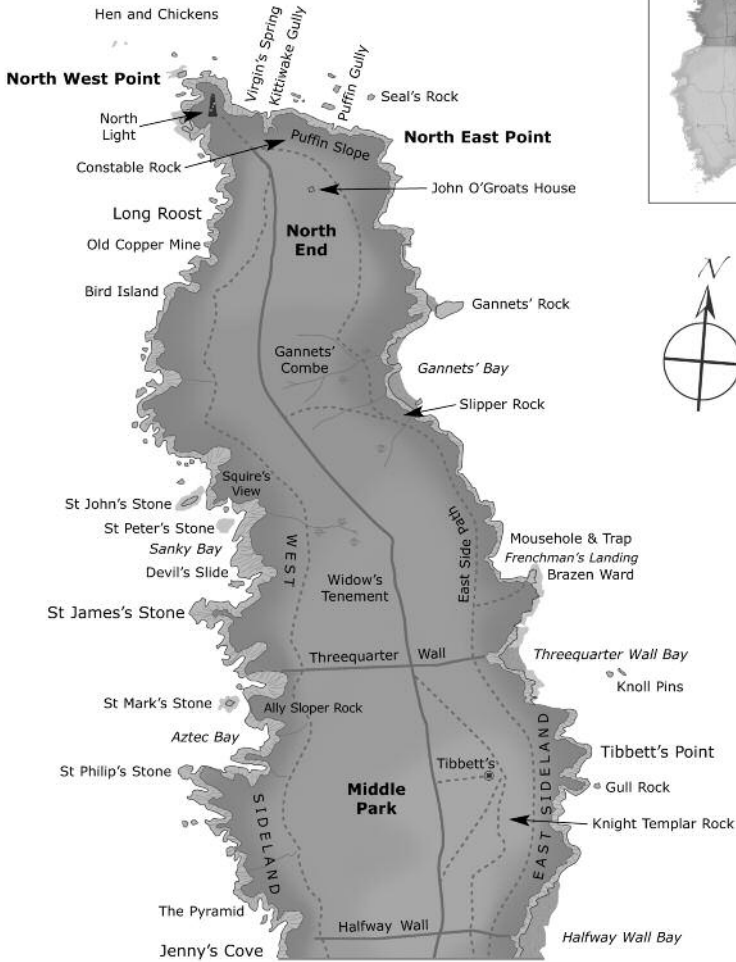 Hen and Chickens
Virgin's Spring
Kittiwake Gully
Puffin Gully
North West Point
Seal's Rock
North
Light
Puffin Slope
North East Point
Constable Rock
John O'Groats House
Long Roost
North
End
Old Copper Mine
Bird Island
Gannets' Rock
Gannets'
Combe
Gannets' Bay
Slipper Rock
N
Squire's
View
St John's Stone
St Peter's Stone
Sanky Bay
Devil's Slide
WEST
East Side Path
Mousehole & Trap
Frenchman's Landing
Brazen Ward
Widow's
Tenement
St James's Stone
Threequarter Wall
Threequarter Wall Bay
Knoll Pins
St Mark's Stone
Ally Sloper Rock
Aztec Bay
Tibbett's
Tibbett's Point
St Philip's Stone
Gull Rock
Middle
Park
SIDELAND
EAST SIDELAND
Knight Templar Rock
The Pyramid
Halfway Wall
Halfway Wall Bay
Jenny's Cove